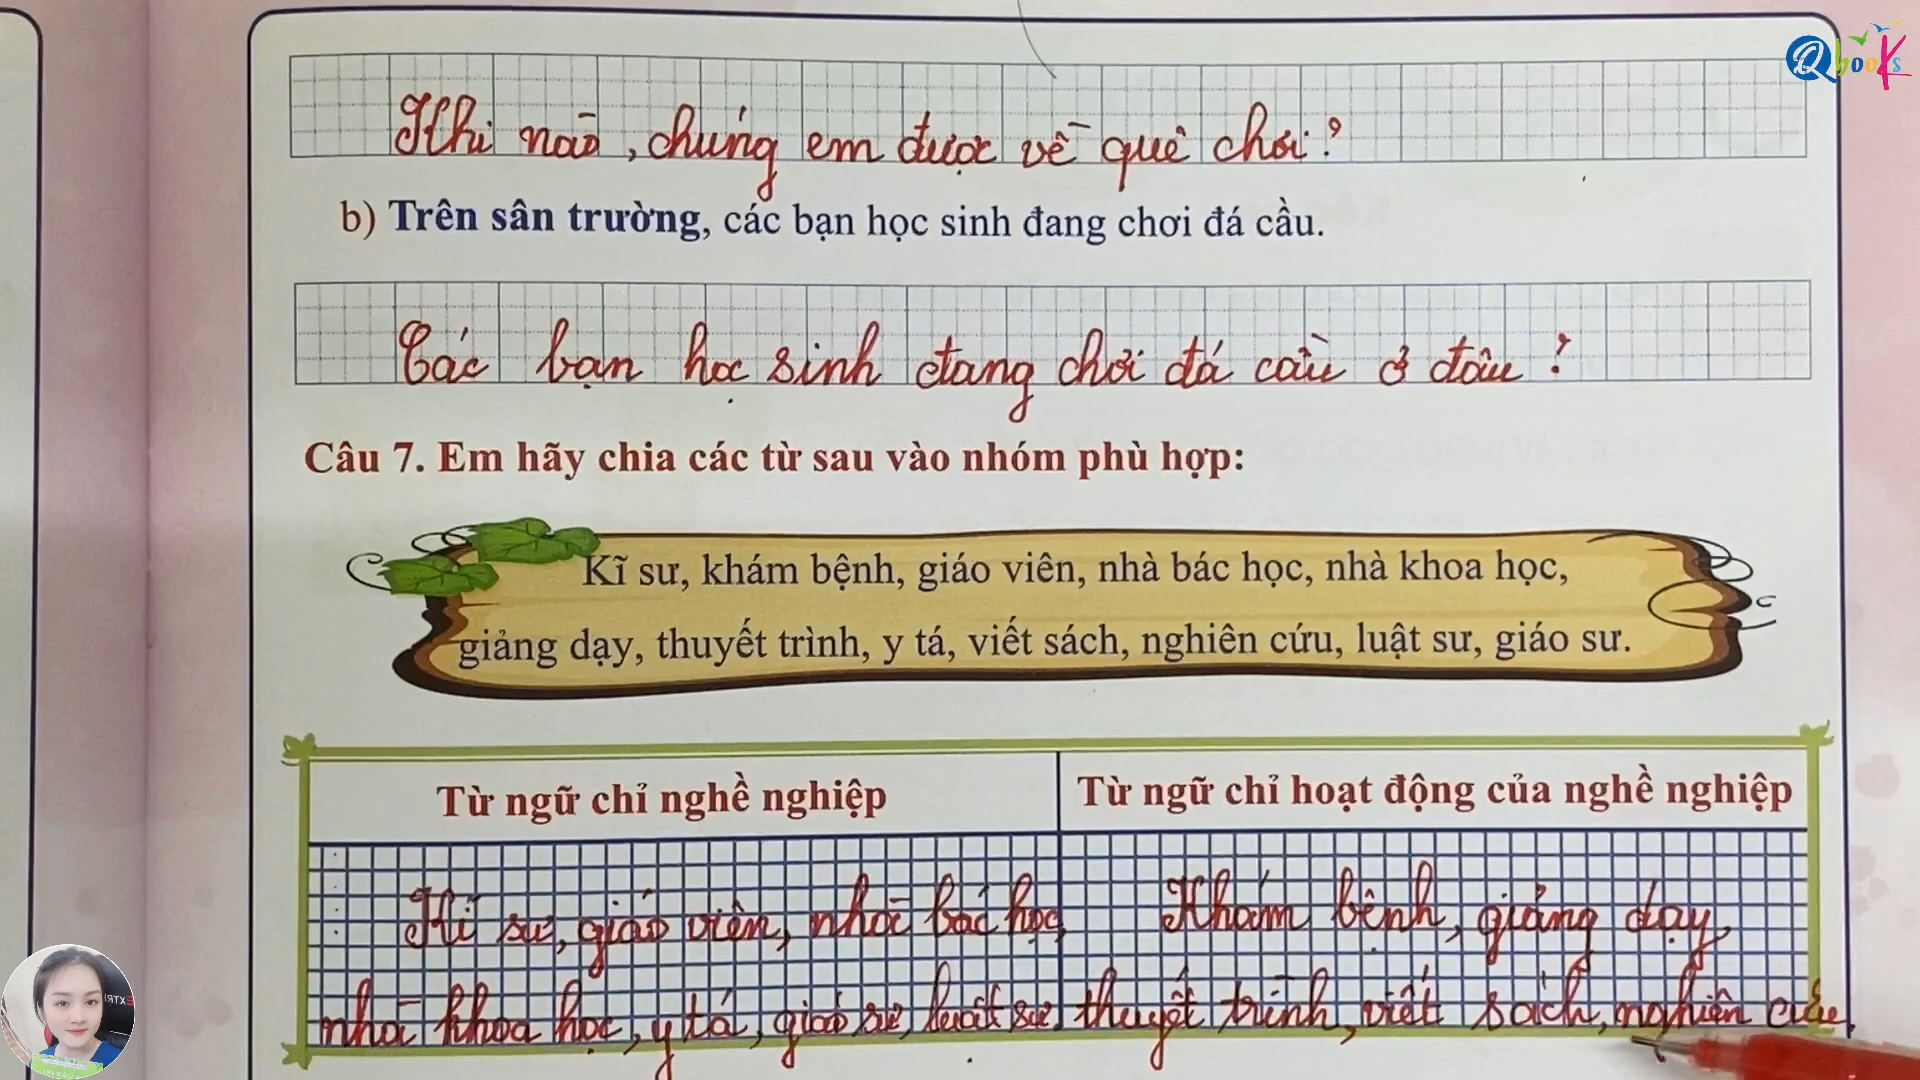 Qbooks
Khi nào, chúng em được về quê chơi?
b) Trên sân trường, các bạn học sinh đang chơi đá cầu.
Các bạn học sinh đang chơi đá cầu ở đâu?
Câu 7. Em hãy chia các từ sau vào nhóm phù hợp:
Kĩ sư, khám bệnh, giáo viên, nhà bác học, nhà khoa học,
giảng dạy, thuyết trình, y tá, viết sách, nghiên cứu, luật sư, giáo sư.
Từ ngữ chỉ nghề nghiệp
Kĩ sư, giáo viên, nhà bác học,
nhà khoa học, y tá, giáo sư, luật sư
Từ ngữ chỉ hoạt động của nghề nghiệp
Khám bệnh, giảng dạy,
thuyết trình, viết sách, nghiên cứu.